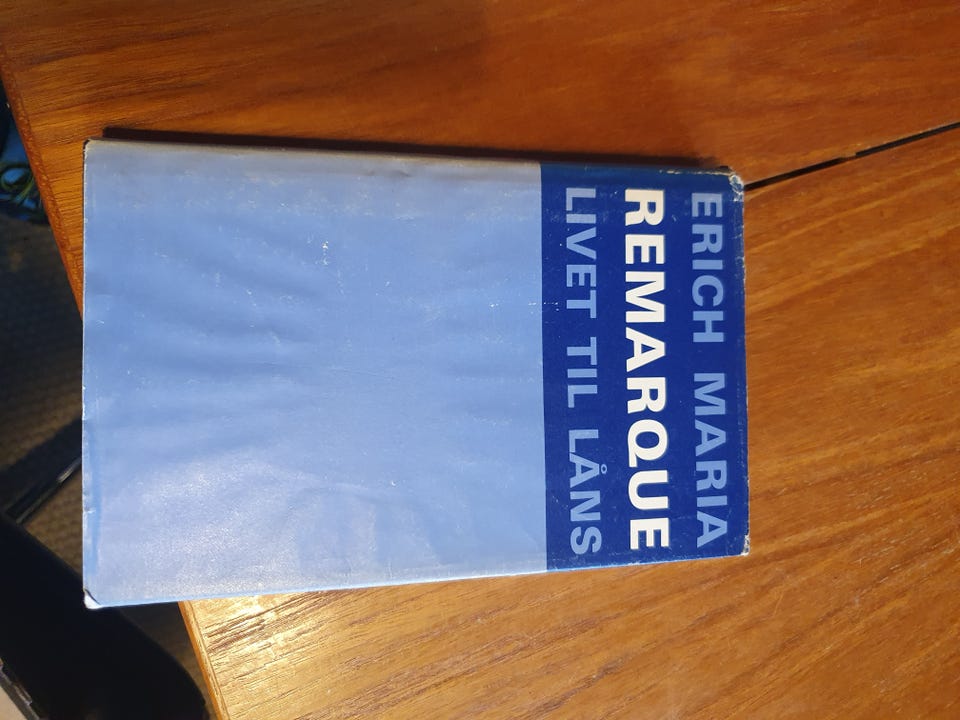 ERICH MARIA
REMARQUE
LIVET TIL LÅNS